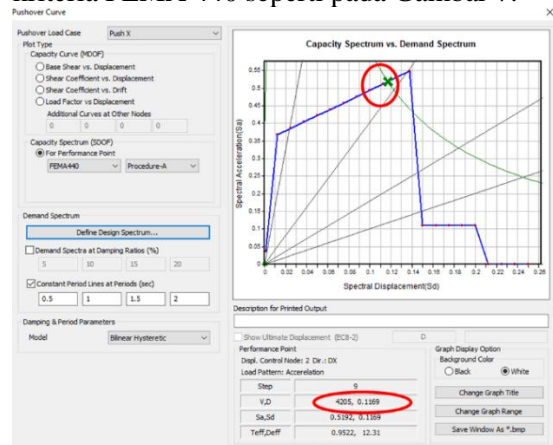 kriteria FEMA 440 seperti pada Gambar 7.
Pushover Curve
Pushover Load Case Push X
Plot Type
Capacity Curve (MDOF)
Base Shear vs. Displacement
Shear Coefficient vs. Displacement
Shear Coefficient vs. Drift
Load Factor vs Displacement
Additional Curves at Other Nodes
0 0 0 0
Capacity Spectrum (SDOF)
For Performance Point
FEMA440 Procedure-A
Demand Spectrum
Define Design Spectrum...
Demand Spectra at Damping Ratios (%)
5 10 15 20
Constant Period Lines at Periods (sec)
0.5 1 1.5 2
Damping & Period Parameters
Model Bilinear Hysteretic
Capacity Spectrum vs. Demand Spectrum
Spectral Acceleration(Sa)
0.55
0.5
0.45
0.4
0.35
0.3
0.25
0.2
0.15
0.1
0.05
0
0 0.02 0.04 0.06 0.08 0.1 0.12 0.14 0.16 0.18 0.2 0.22 0.24 0.26
Spectral Displacement(Sd)
Description for Printed Output
Show Ultimate Displacement (EC8-2) D
Performance Point
Displ. Control Node: 2 Dir.: DX
Load Pattern: Accerelation
Step 9
V,D 4205, 0.1169
Sa,Sd 0.5192, 0.1169
Teff,Deff 0.9522, 12.31
Graph Display Option
Background Color
Black White
Change Graph Title
Change Graph Range
Save Window As *.bmp